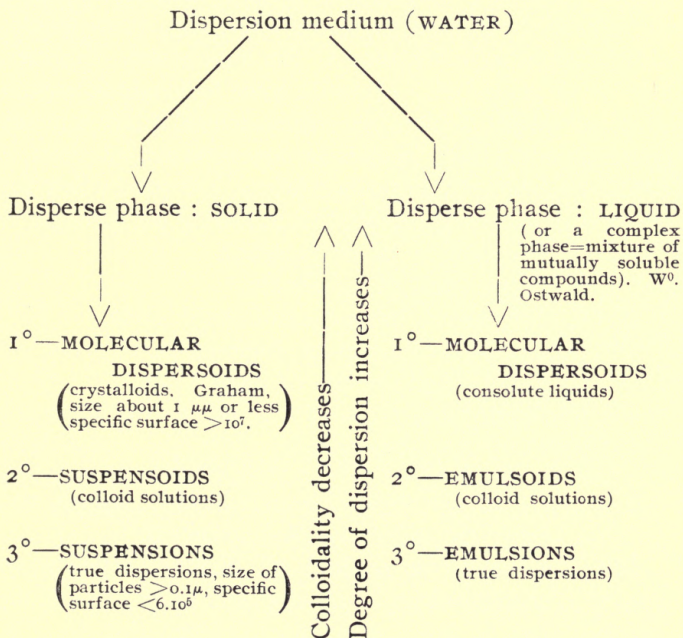 Dispersion medium (WATER)
Disperse phase : SOLID
1°—MOLECULAR
DISPERSOIDS
(crystalloids. Graham,
size about 1 μμ or less
specific surface >10⁷.)
2°—SUSPENSOIDS
(colloid solutions)
3°—SUSPENSIONS
(true dispersions, size of
particles >0.1μ, specific
surface <6.10⁵)
Colloidality decreases—
Degree of dispersion increases—
Disperse phase : LIQUID
( or a complex
phase=mixture of
mutually soluble
compounds). W⁰.
Ostwald.
1°—MOLECULAR
DISPERSOIDS
(consolute liquids)
2°—EMULSOIDS
(colloid solutions)
3°—EMULSIONS
(true dispersions)